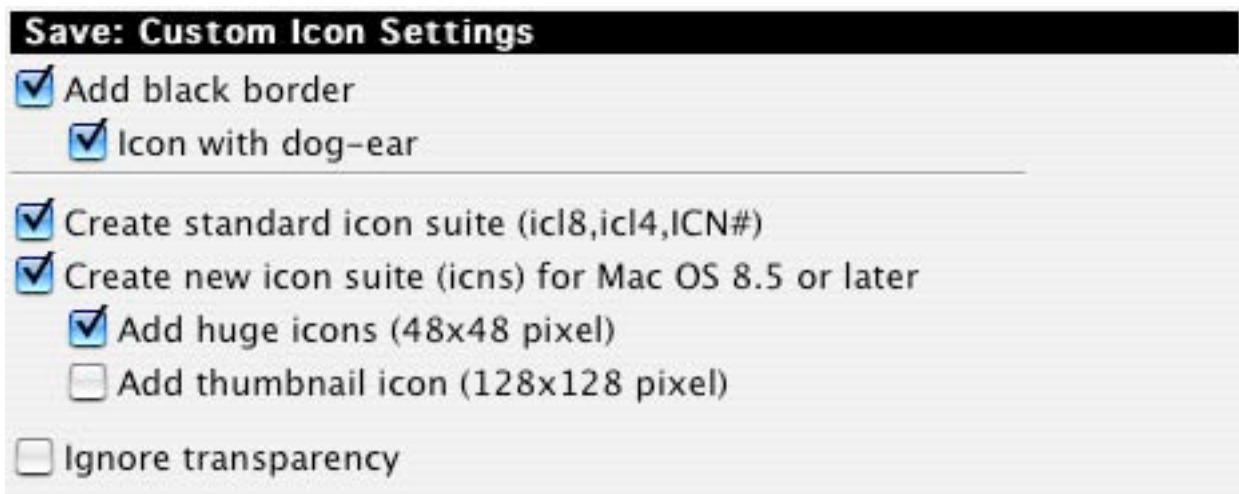 Save: Custom Icon Settings
Add black border
Icon with dog-ear
Create standard icon suite (icl8,icl4,ICN#)
Create new icon suite (icns) for Mac OS 8.5 or later
Add huge icons (48x48 pixel)
Add thumbnail icon (128x128 pixel)
Ignore transparency